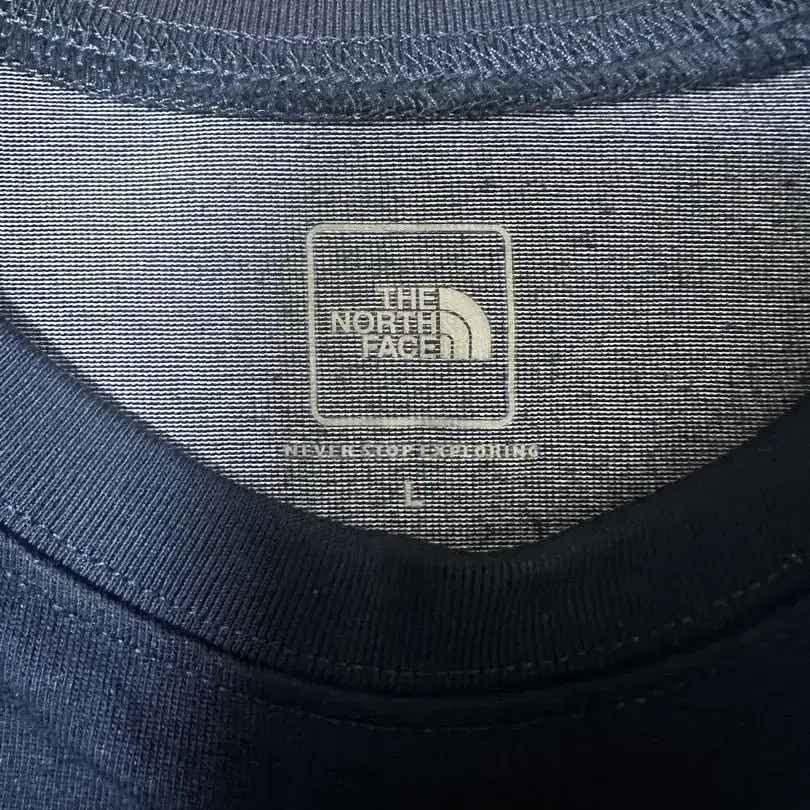 THE
NORTH
FACE
NEVER STOP EXPLORING
L